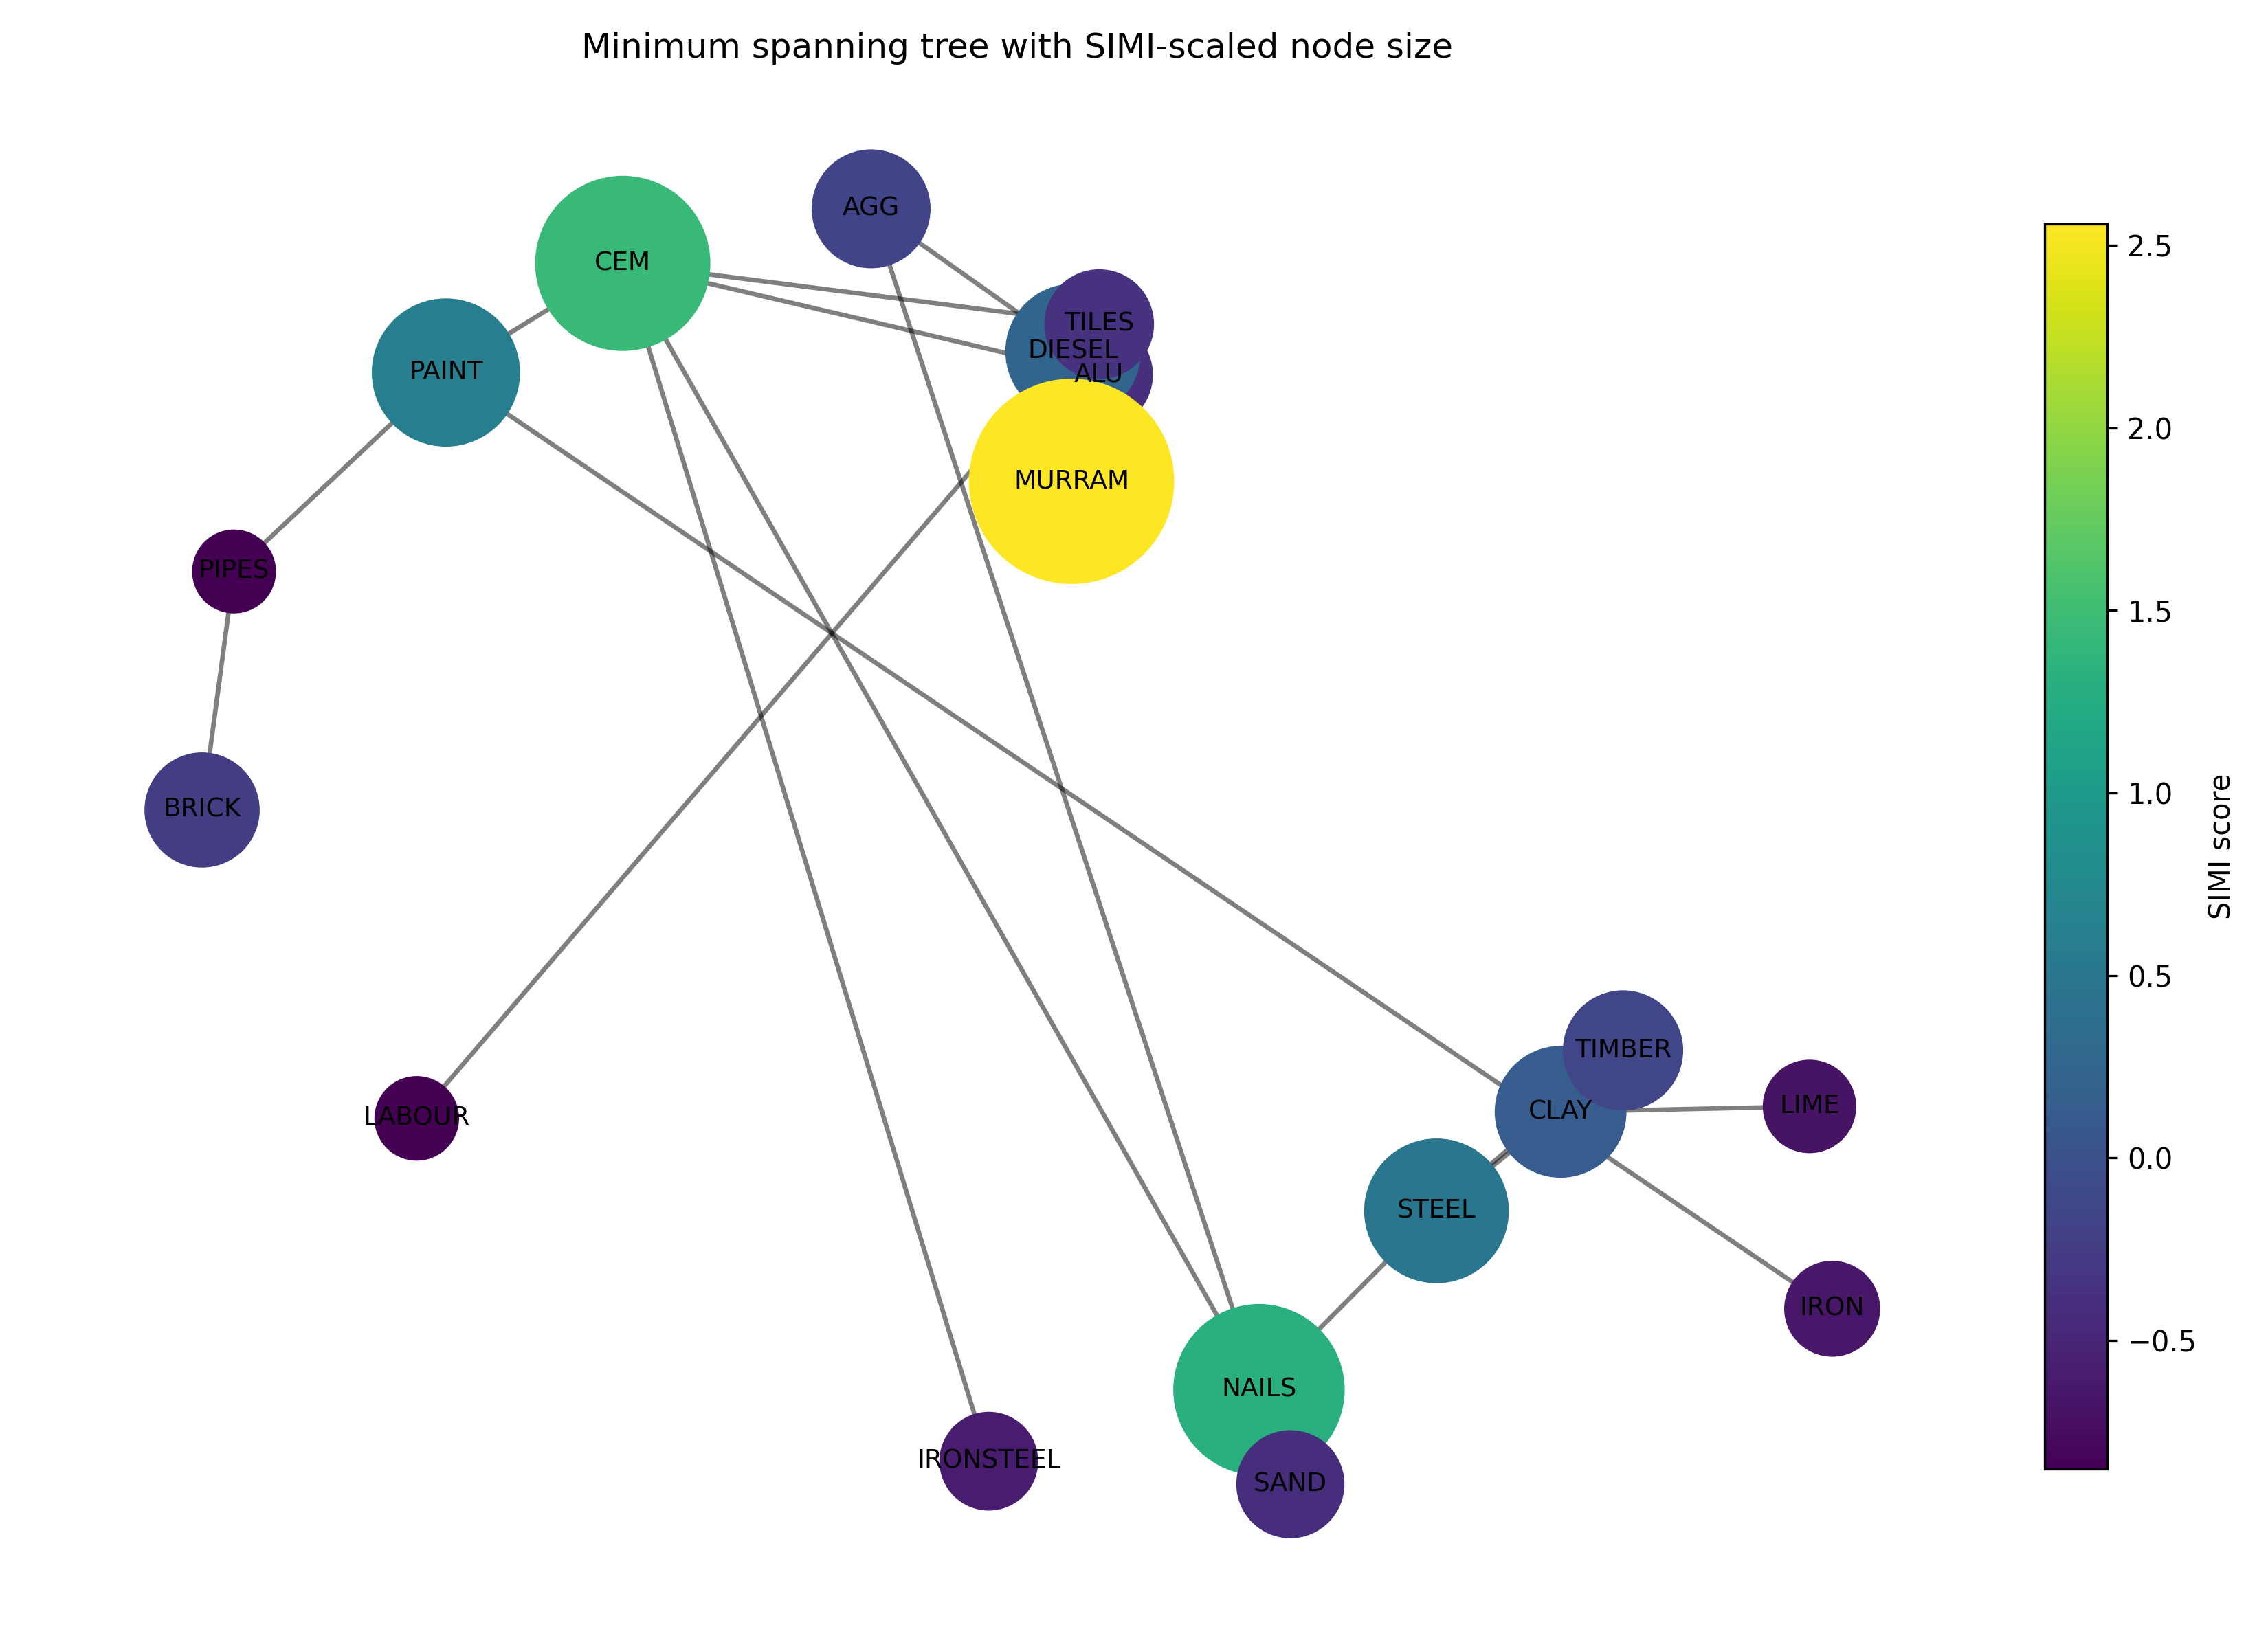 Minimum spanning tree with SIMI-scaled node size
AGG
CEM
TILES
DIESEL
PAINT
ALU
MURRAM
PIPES
BRICK
TIMBER
LIME
CLAY
LABOUR
STEEL
IRON
NAILS
IRONSTEEL
SAND
2.5
2.0
1.5
1.0
0.5
0.0
−0.5
SIMI score